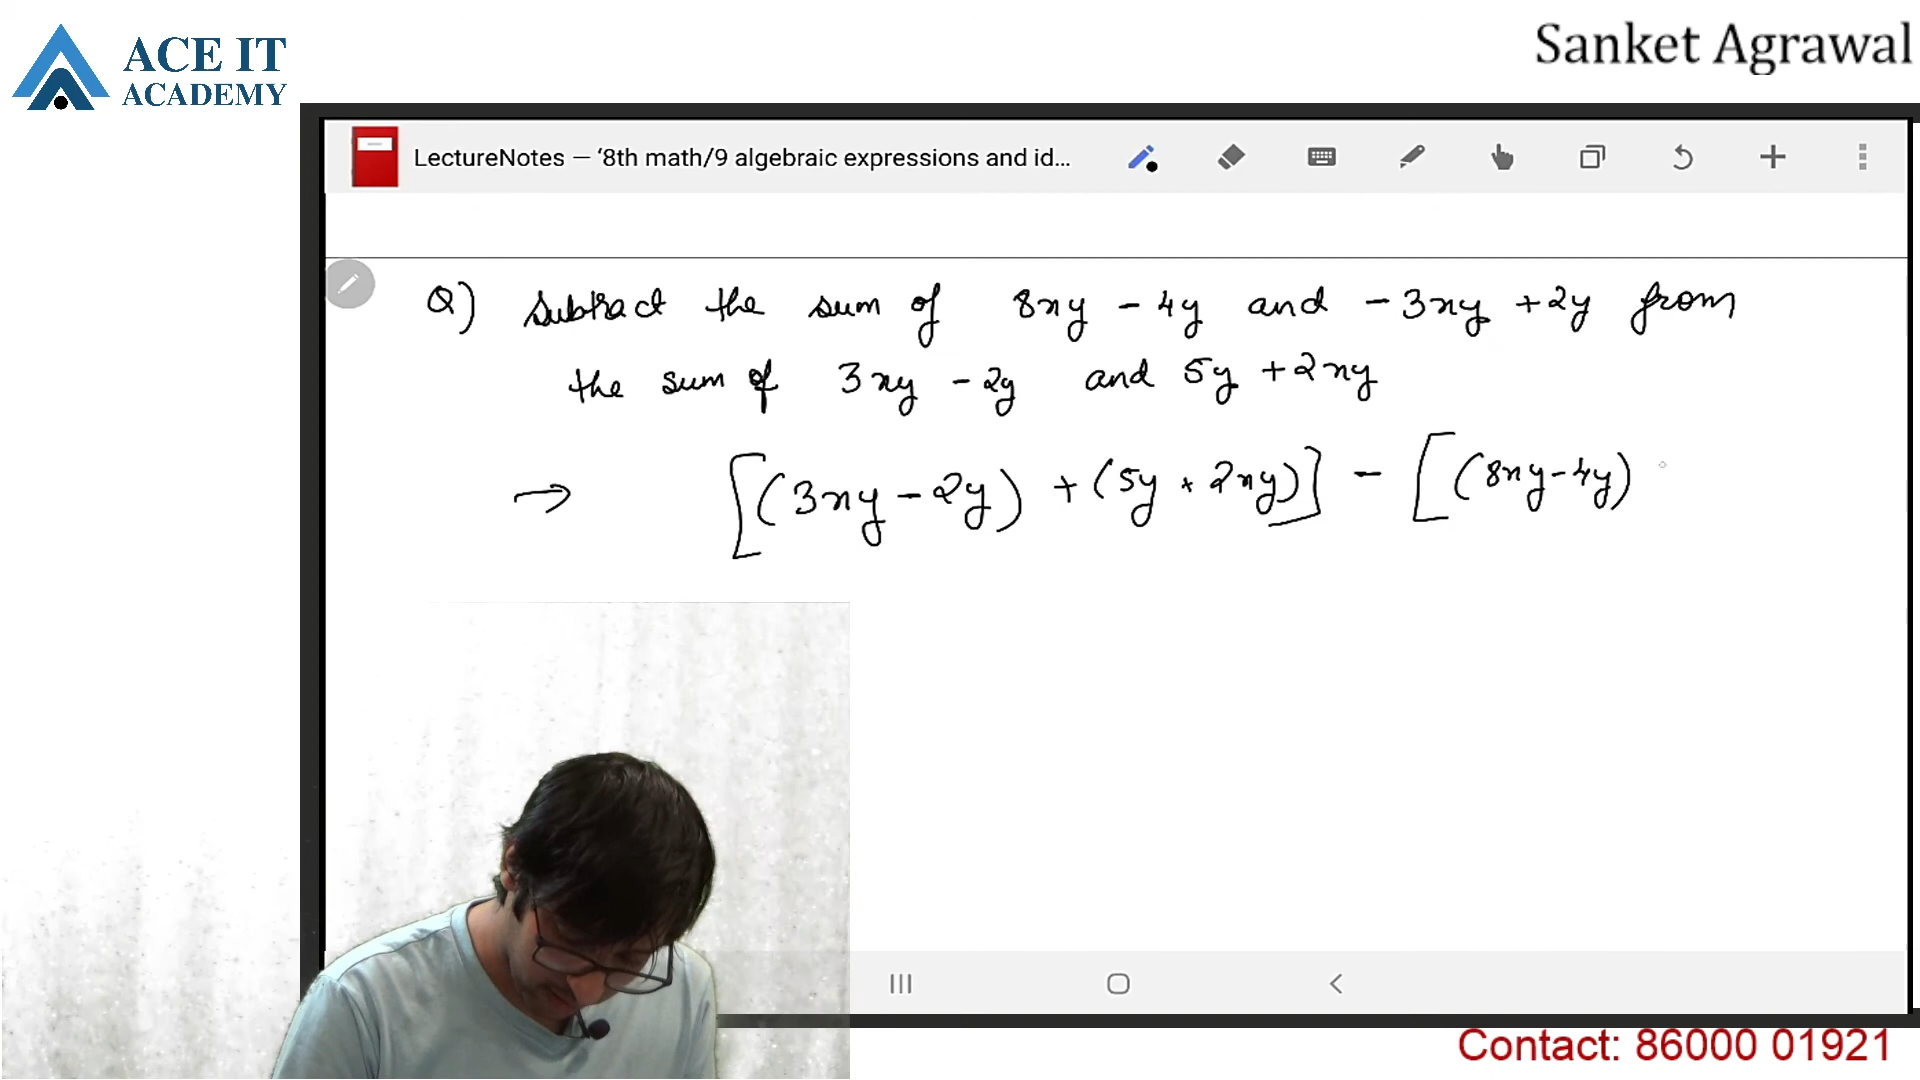 ACE IT
ACADEMY
Sanket Agrawal
LectureNotes — ‘8th math/9 algebraic expressions and id...
Q) Subtract the sum of 8xy - 4y and - 3xy + 2y from
the sum of 3xy - 2y and 5y + 2xy
→ [(3xy - 2y) + (5y + 2xy)] - [(8xy - 4y)
Contact: 86000 01921